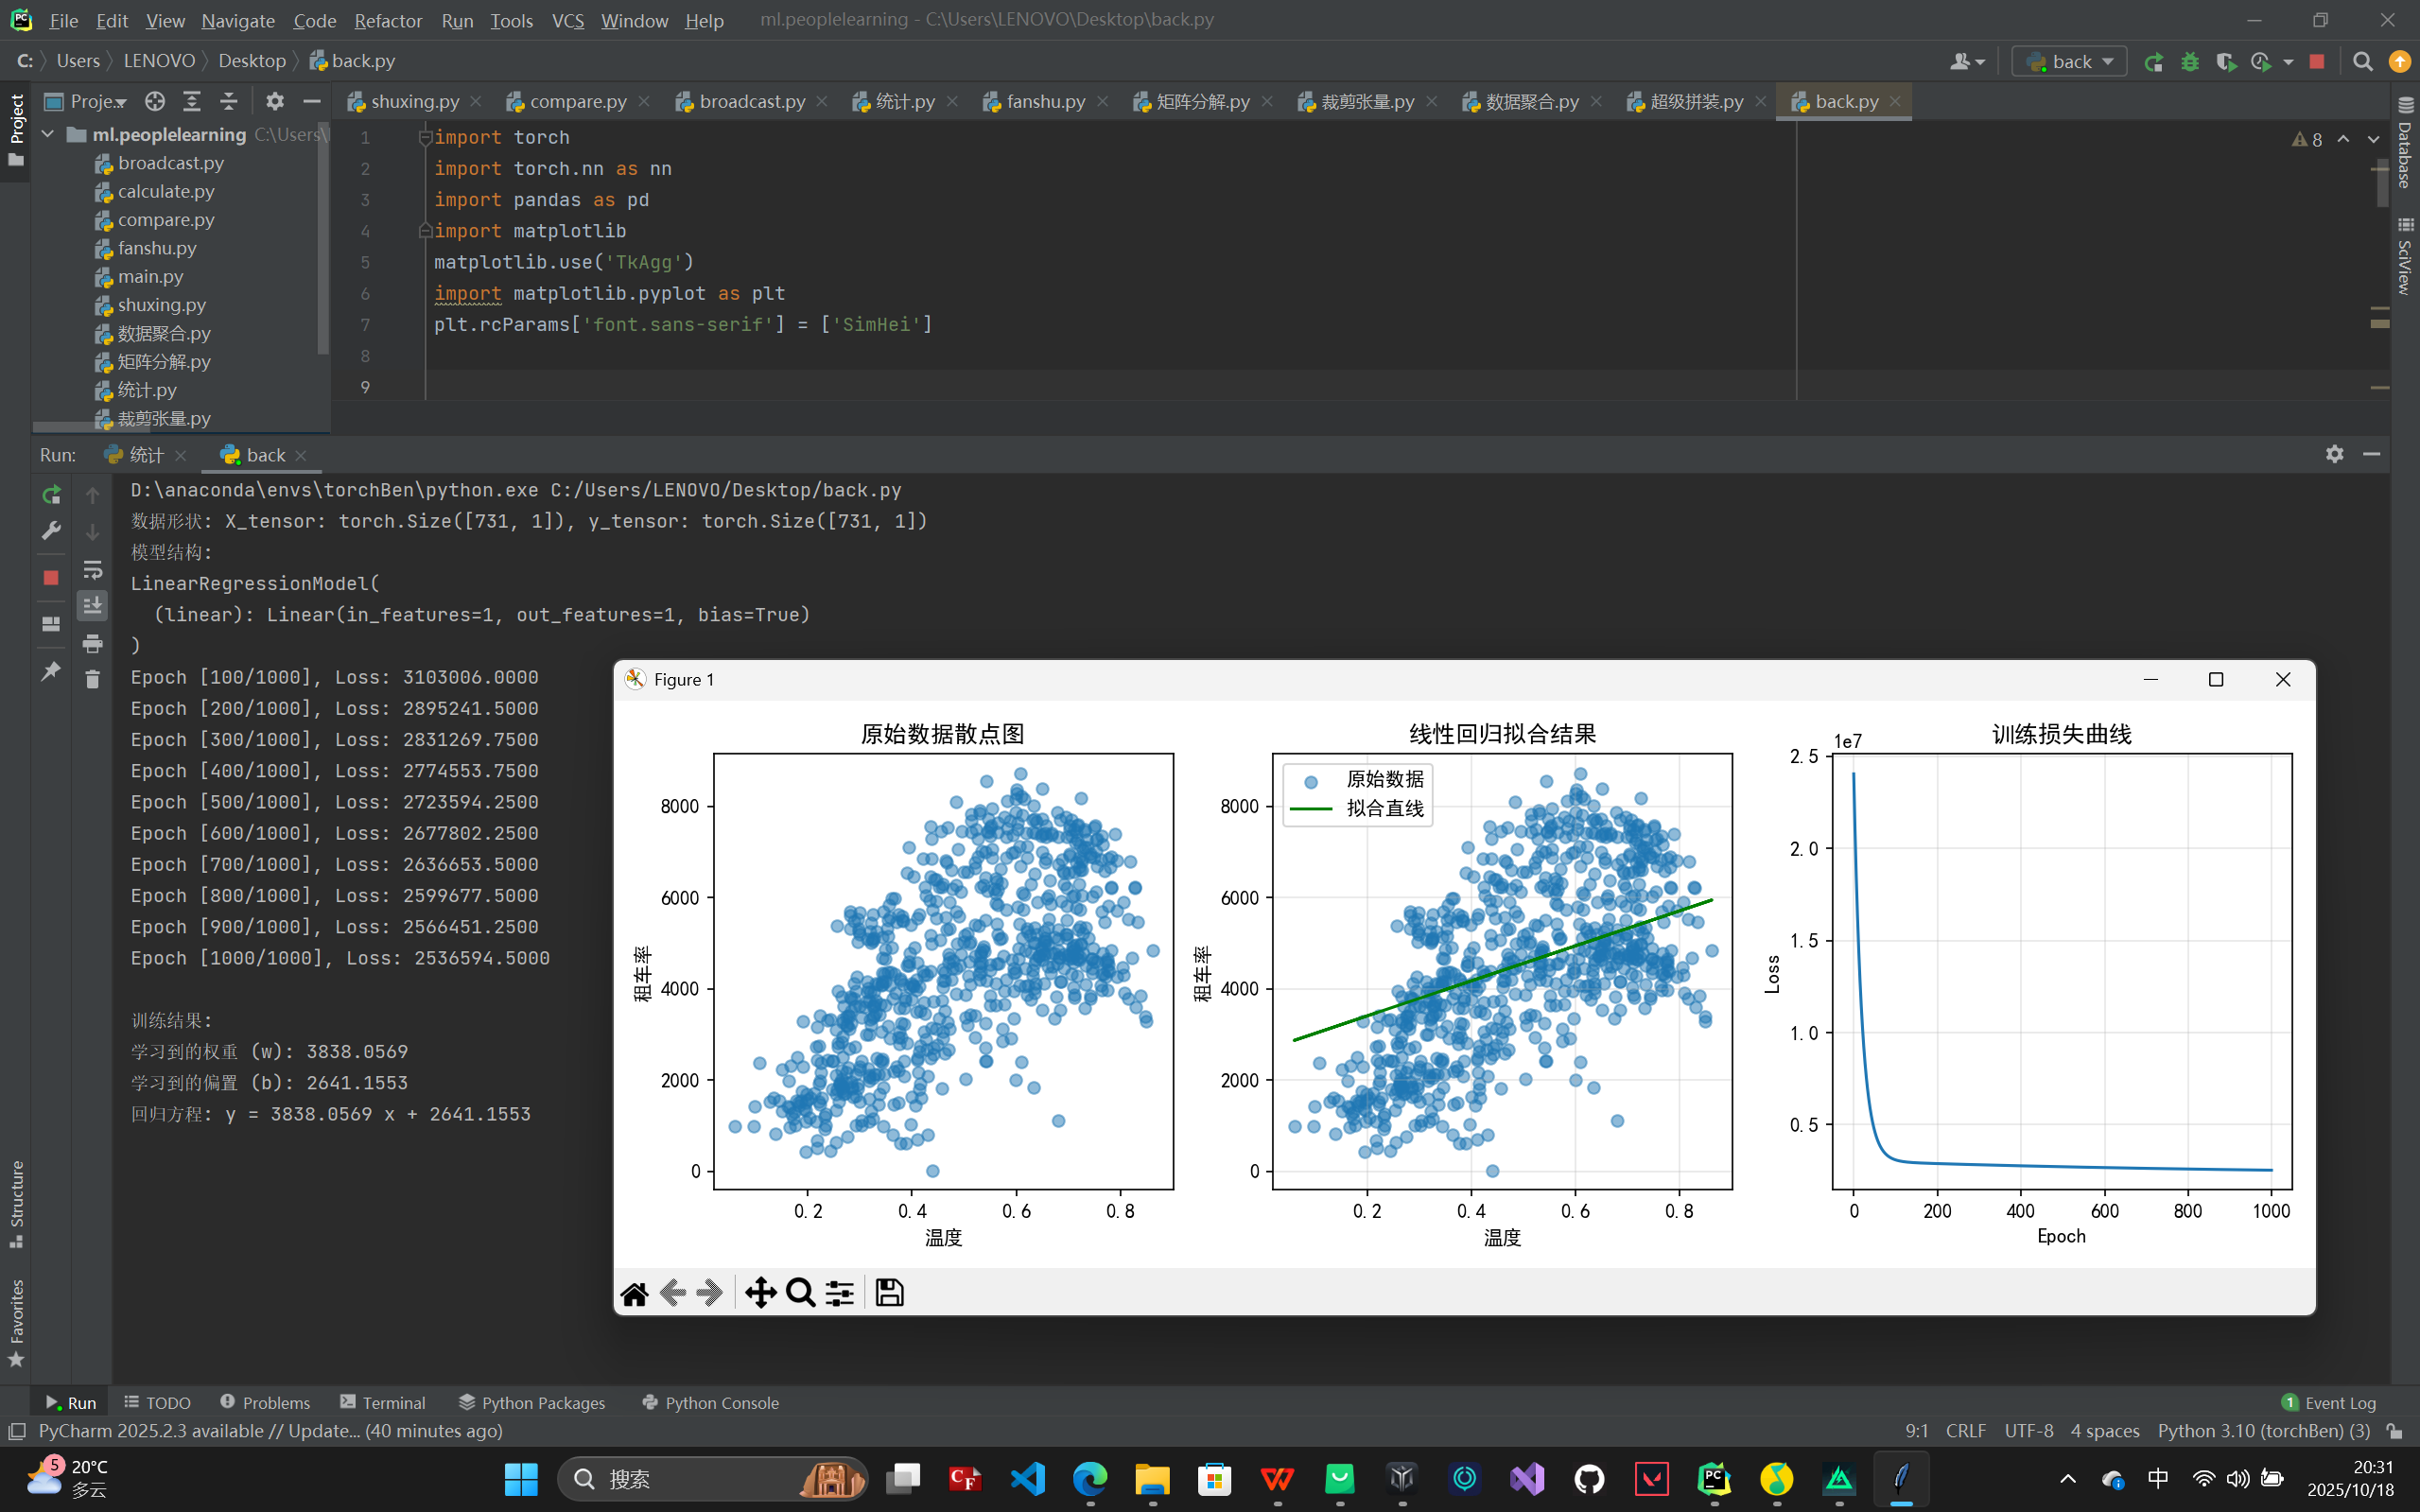 File Edit View Navigate Code Refactor Run Tools VCS Window Help ml.peoplelearning - C:\Users\LENOVO\Desktop\back.py
C: Users LENOVO Desktop back.py
back
Project
Proje..
shuxing.py compare.py broadcast.py 统计.py fanshu.py 矩阵分解.py 裁剪张量.py 数据聚合.py 超级拼装.py back.py
ml.peoplelearning C:\Users\
broadcast.py
calculate.py
compare.py
fanshu.py
main.py
shuxing.py
数据聚合.py
矩阵分解.py
统计.py
裁剪张量.py
1 import torch
2 import torch.nn as nn
3 import pandas as pd
4 import matplotlib
5 matplotlib.use('TkAgg')
6 import matplotlib.pyplot as plt
7 plt.rcParams['font.sans-serif'] = ['SimHei']
8
9
8
Database
SciView
Run: 统计 back
D:\anaconda\envs\torchBen\python.exe C:/Users/LENOVO/Desktop/back.py
数据形状: X_tensor: torch.Size([731, 1]), y_tensor: torch.Size([731, 1])
模型结构:
LinearRegressionModel(
  (linear): Linear(in_features=1, out_features=1, bias=True)
)
Epoch [100/1000], Loss: 3103006.0000
Epoch [200/1000], Loss: 2895241.5000
Epoch [300/1000], Loss: 2831269.7500
Epoch [400/1000], Loss: 2774553.7500
Epoch [500/1000], Loss: 2723594.2500
Epoch [600/1000], Loss: 2677802.2500
Epoch [700/1000], Loss: 2636653.5000
Epoch [800/1000], Loss: 2599677.5000
Epoch [900/1000], Loss: 2566451.2500
Epoch [1000/1000], Loss: 2536594.5000
训练结果:
学习到的权重 (w): 3838.0569
学习到的偏置 (b): 2641.1553
回归方程: y = 3838.0569 x + 2641.1553
Figure 1
原始数据散点图
8000
6000
4000
2000
0
租车率
0.2 0.4 0.6 0.8
温度
线性回归拟合结果
原始数据
拟合直线
8000
6000
4000
2000
0
租车率
0.2 0.4 0.6 0.8
温度
训练损失曲线
1e7
2.5
2.0
1.5
1.0
0.5
Loss
0 200 400 600 800 1000
Epoch
Structure
Favorites
Run TODO Problems Terminal Python Packages Python Console 1 Event Log
PyCharm 2025.2.3 available // Update... (40 minutes ago) 9:1 CRLF UTF-8 4 spaces Python 3.10 (torchBen) (3)
5
20°C
多云
搜索
CF
PC
中
20:31
2025/10/18